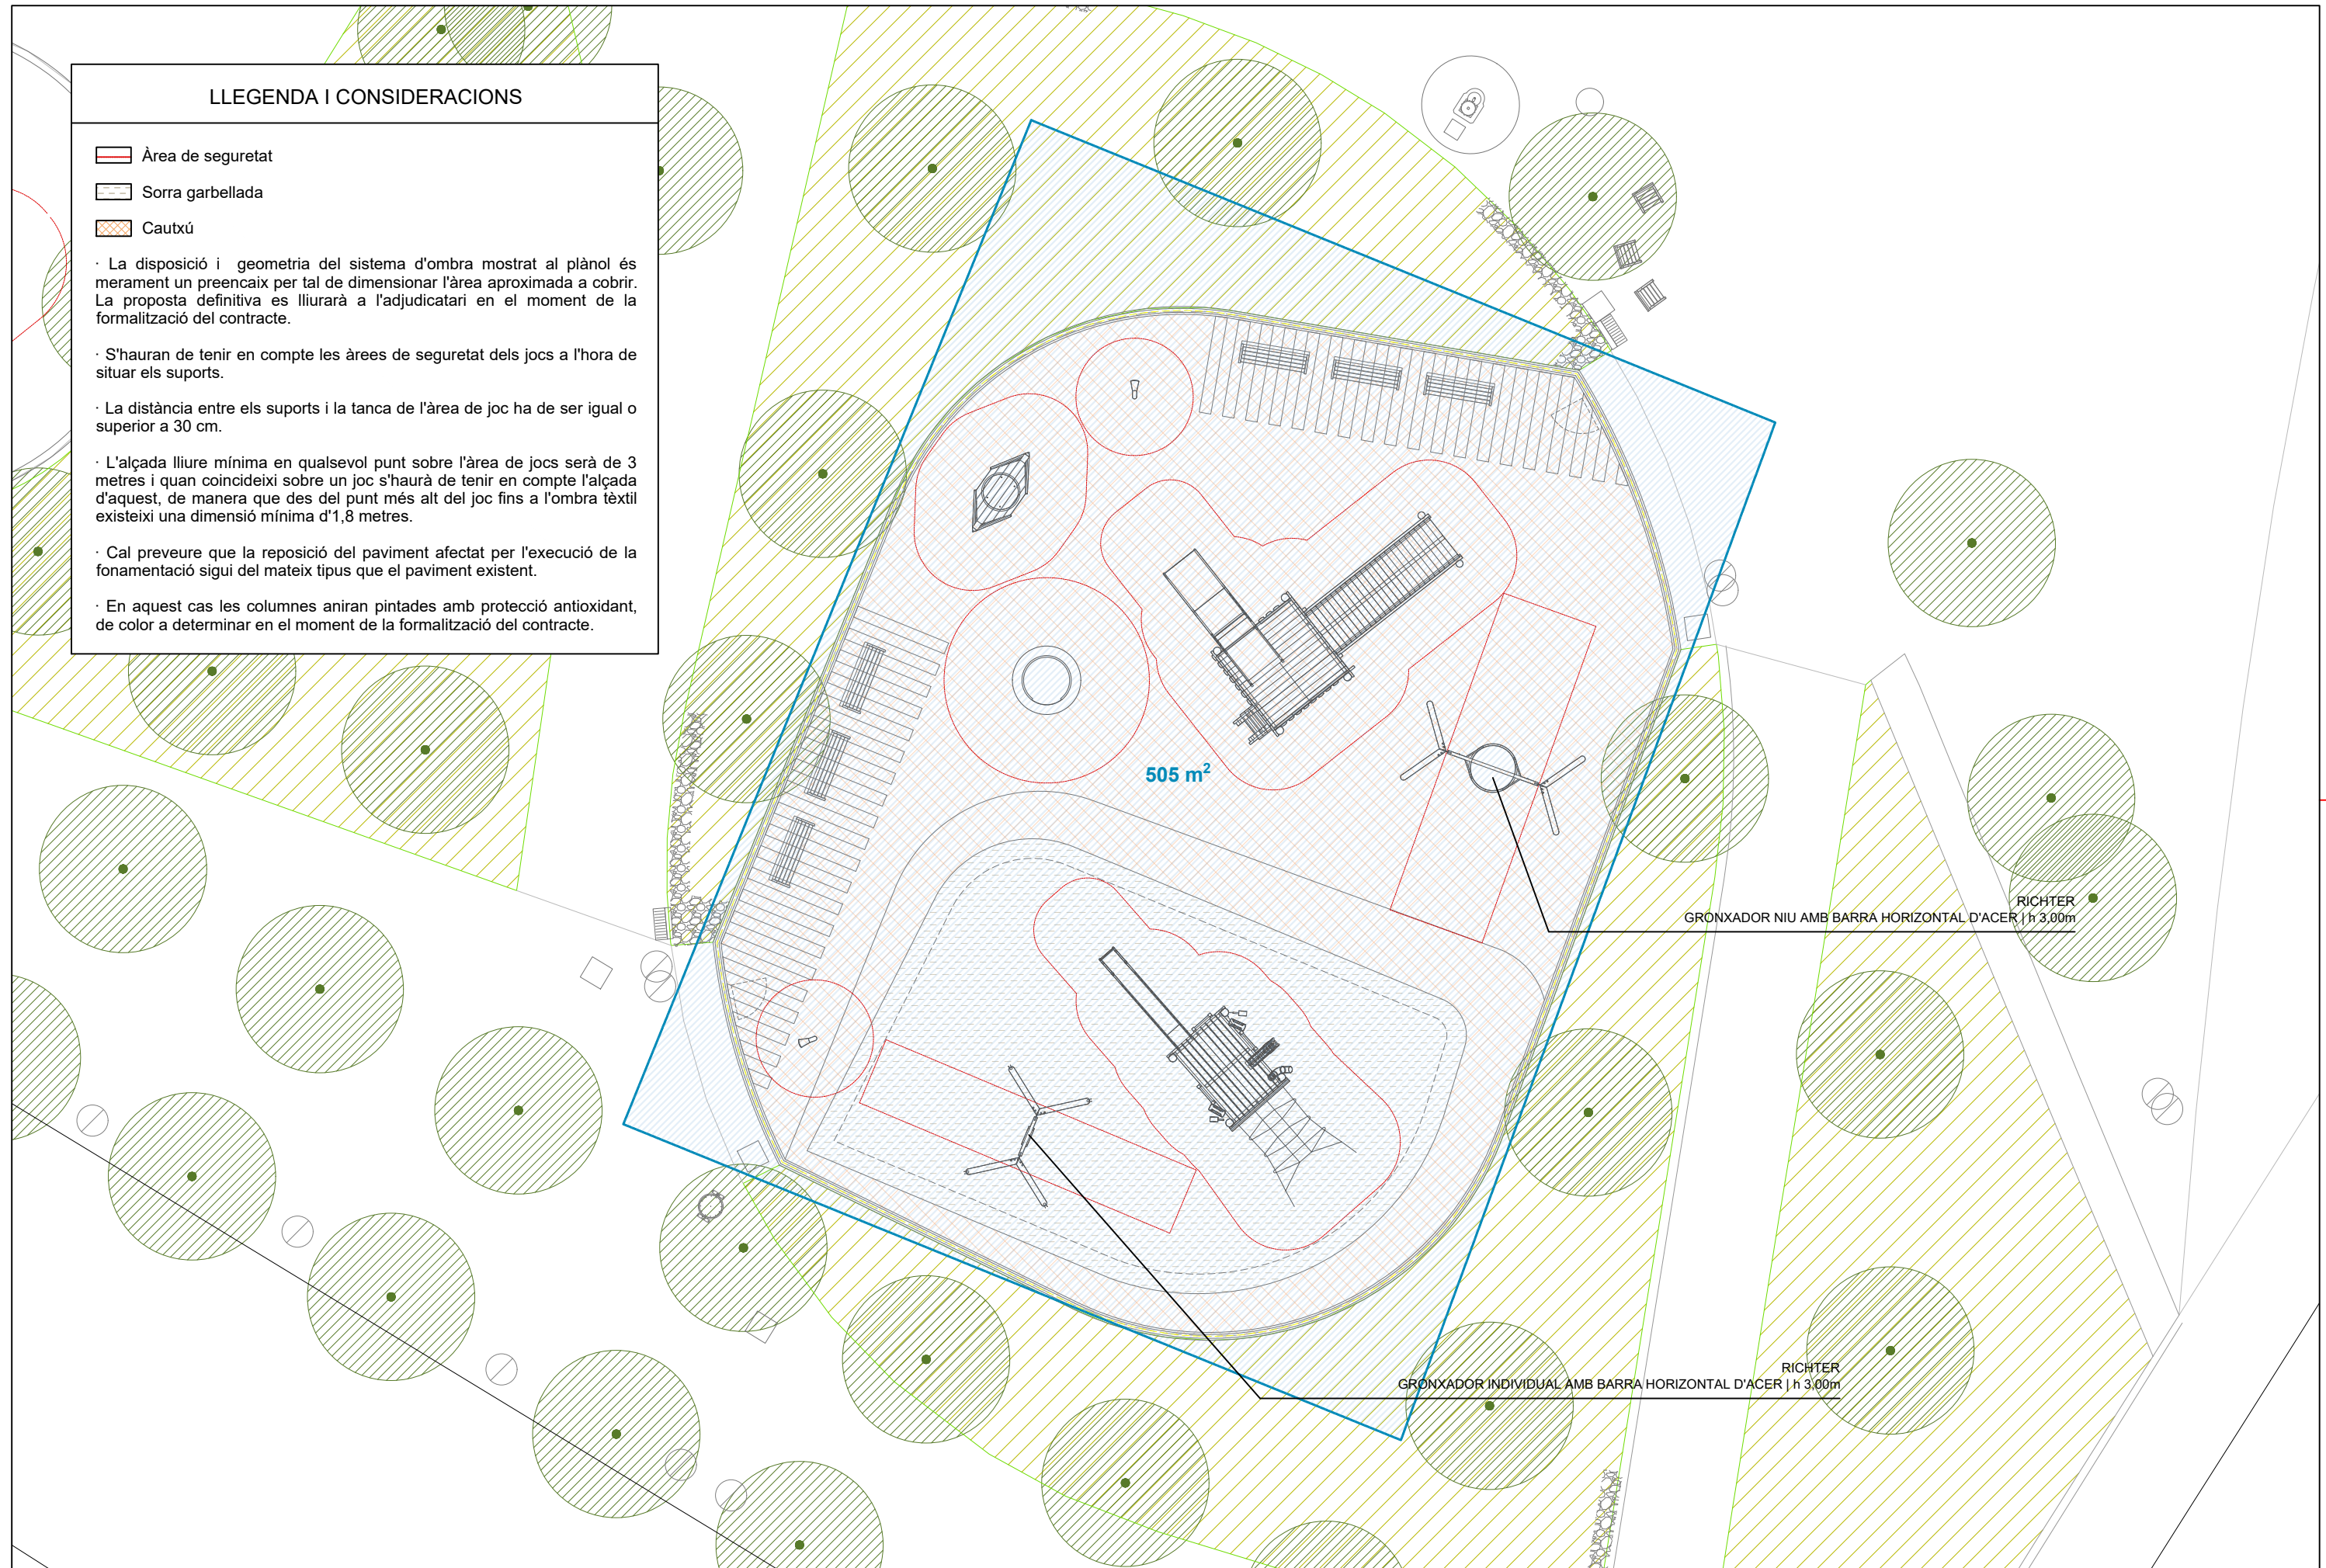 LLEGENDA I CONSIDERACIONS
Àrea de seguretat
Sorra garbellada
Cautxú
· La disposició i geometria del sistema d'ombra mostrat al plànol és
merament un preencaix per tal de dimensionar l'àrea aproximada a cobrir.
La proposta definitiva es lliurarà a l'adjudicatari en el moment de la
formalització del contracte.
· S'hauran de tenir en compte les àrees de seguretat dels jocs a l'hora de
situar els suports.
· La distància entre els suports i la tanca de l'àrea de joc ha de ser igual o
superior a 30 cm.
· L'alçada lliure mínima en qualsevol punt sobre l'àrea de jocs serà de 3
metres i quan coincideixi sobre un joc s'haurà de tenir en compte l'alçada
d'aquest, de manera que des del punt més alt del joc fins a l'ombra tèxtil
existeixi una dimensió mínima d'1,8 metres.
· Cal preveure que la reposició del paviment afectat per l'execució de la
fonamentació sigui del mateix tipus que el paviment existent.
· En aquest cas les columnes aniran pintades amb protecció antioxidant,
de color a determinar en el moment de la formalització del contracte.
505 m²
RICHTER
GRONXADOR NIU AMB BARRA HORIZONTAL D'ACER | h 3,00m
RICHTER
GRONXADOR INDIVIDUAL AMB BARRA HORIZONTAL D'ACER | h 3,00m